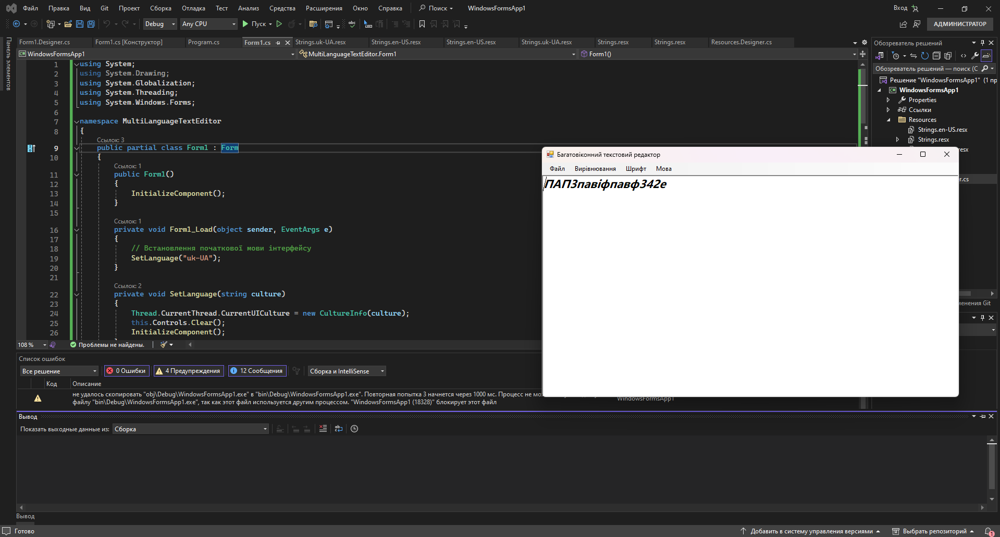 Файл Правка Вид Git Проект Сборка Отладка Тест Анализ Средства Расширения Окно Справка Поиск WindowsFormsApp1 Вход
Debug Any CPU Пуск АДМИНИСТРАТОР
Панель элементов
Form1.Designer.cs Form1.cs [Конструктор] Program.cs Form1.cs Strings.uk-UA.resx Strings.en-US.resx Strings.en-US.resx Strings.uk-UA.resx Strings.resx Strings.resx Resources.Designer.cs
WindowsFormsApp1 MultiLanguageTextEditor.Form1 Form1()
1 using System;
2 using System.Drawing;
3 using System.Globalization;
4 using System.Threading;
5 using System.Windows.Forms;
6
7 namespace MultiLanguageTextEditor
8 {
Ссылок: 3
9 public partial class Form1 : Form
10 {
Ссылок: 1
11 public Form1()
12 {
13 InitializeComponent();
14 }
15
Ссылок: 1
16 private void Form1_Load(object sender, EventArgs e)
17 {
18 // Встановлення початкової мови інтерфейсу
19 SetLanguage("uk-UA");
20 }
21
Ссылок: 2
22 private void SetLanguage(string culture)
23 {
24 Thread.CurrentThread.CurrentUICulture = new CultureInfo(culture);
25 this.Controls.Clear();
26 InitializeComponent();
108 % Проблемы не найдены.
Обозреватель решений
Обозреватель решений — поиск (C
Решение "WindowsFormsApp1" (1 пр
WindowsFormsApp1
Properties
Ссылки
Resources
Strings.en-US.resx
Strings.resx
esx
r.cs
менения Git
Багатовіконний текстовий редактор
Файл Вирівнювання Шрифт Мова
ПАПЗпавіфпавф342е
Список ошибок
Все решение 0 Ошибки 4 Предупреждения 12 Сообщения Сборка и IntelliSense
Код Описание
не удалось скопировать "obj\Debug\WindowsFormsApp1.exe" в "bin\Debug\WindowsFormsApp1.exe". Повторная попытка 3 начнется через 1000 мс. Процесс не мо
файлу "bin\Debug\WindowsFormsApp1.exe", так как этот файл используется другим процессом. "WindowsFormsApp1 (18328)" блокирует этот файл
WindowsFormsApp1
Вывод
Показать выходные данные из: Сборка
Вывод
Готово Добавить в систему управления версиями Выбрать репозиторий 1